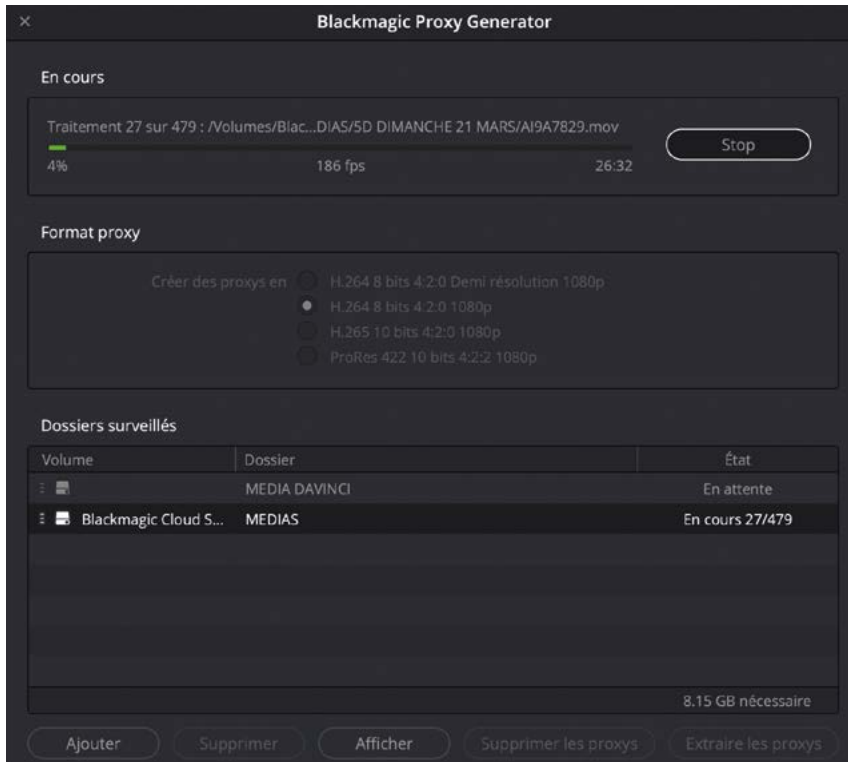 Blackmagic Proxy Generator
En cours
Traitement 27 sur 479 : /Volumes/Blac...DIAS/5D DIMANCHE 21 MARS/AI9A7829.mov
Stop
4% 186 fps 26:32
Format proxy
Créer des proxys en H.264 8 bits 4:2:0 Demi résolution 1080p
H.264 8 bits 4:2:0 1080p
H.265 10 bits 4:2:0 1080p
ProRes 422 10 bits 4:2:2 1080p
Dossiers surveillés
Volume Dossier État
MEDIA DAVINCI En attente
Blackmagic Cloud S... MEDIAS En cours 27/479
8.15 GB nécessaire
Ajouter Supprimer Afficher Supprimer les proxys Extraire les proxys